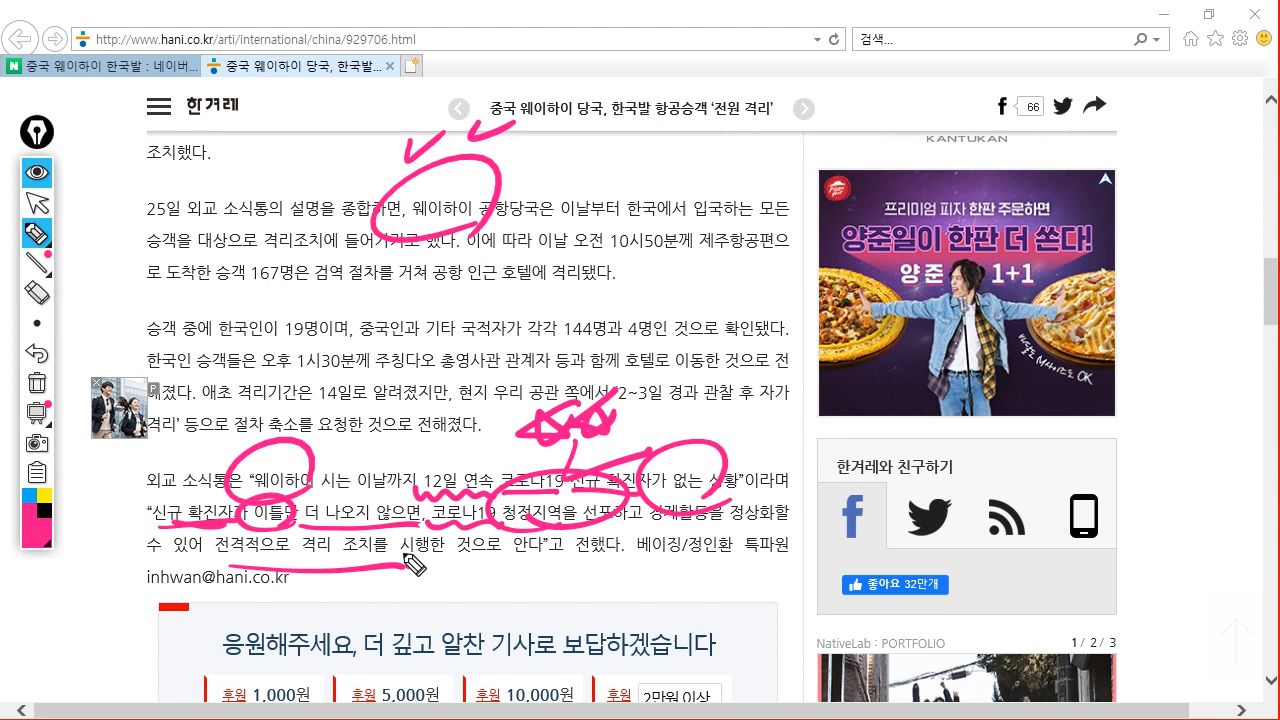 http://www.hani.co.kr/arti/international/china/929706.html
검색...
중국 웨이하이 한국발 : 네이버...
중국 웨이하이 당국, 한국발...
한겨레
중국 웨이하이 당국, 한국발 항공승객 ‘전원 격리’
66
조치했다.
25일 외교 소식통의 설명을 종합하면, 웨이하이 공항당국은 이날부터 한국에서 입국하는 모든
승객을 대상으로 격리조치에 들어가기로 했다. 이에 따라 이날 오전 10시50분께 제주항공편으
로 도착한 승객 167명은 검역 절차를 거쳐 공항 인근 호텔에 격리됐다.
승객 중에 한국인이 19명이며, 중국인과 기타 국적자가 각각 144명과 4명인 것으로 확인됐다.
한국인 승객들은 오후 1시30분께 주칭다오 총영사관 관계자 등과 함께 호텔로 이동한 것으로 전
해졌다. 애초 격리기간은 14일로 알려졌지만, 현지 우리 공관 쪽에서 ‘2~3일 경과 관찰 후 자가
격리’ 등으로 절차 축소를 요청한 것으로 전해졌다.
외교 소식통은 “웨이하이 시는 이날까지 12일 연속 코로나19 신규 확진자가 없는 상황”이라며
“신규 확진자가 이틀만 더 나오지 않으면, 코로나19 청정지역을 선포하고 경제활동을 정상화할
수 있어 전격적으로 격리 조치를 시행한 것으로 안다”고 전했다. 베이징/정인환 특파원
inhwan@hani.co.kr
응원해주세요, 더 깊고 알찬 기사로 보답하겠습니다
후원 1,000원
후원 5,000원
후원 10,000원
후원 2만원 이상
KANTUKAN
Pizza Hut
프리미엄 피자 한판 주문하면
양준일이 한판 더 쏜다!
양준 1+1
배달도 M사이즈도 OK
한겨레와 친구하기
좋아요 32만개
NativeLab : PORTFOLIO
1 / 2 / 3
P